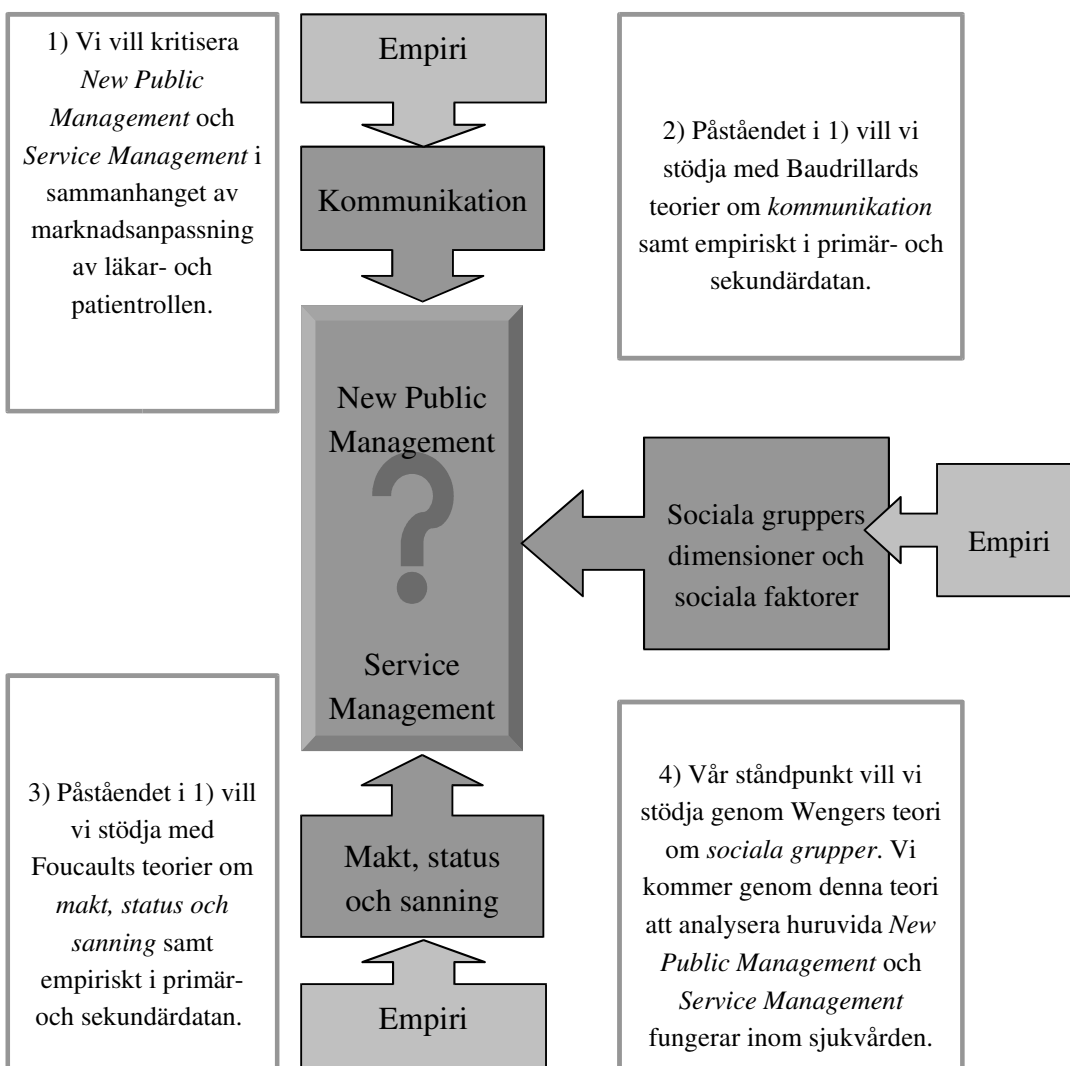 1) Vi vill kritisera
New Public
Management och
Service Management i
sammanhanget av
marknadsanpassning
av läkar- och
patientrollen.
Empiri
Kommunikation
2) Påståendet i 1) vill vi
stödja med Baudrillards
teorier om kommunikation
samt empiriskt i primär- och
sekundärdatan.
New Public
Management
?
Service
Management
Sociala gruppers
dimensioner och
sociala faktorer
Empiri
3) Påståendet i 1) vill
vi stödja med
Foucaults teorier om
makt, status och
sanning samt
empiriskt i primär-
och sekundärdatan.
Makt, status
och sanning
Empiri
4) Vår ståndpunkt vill vi
stödja genom Wengers teori
om sociala grupper. Vi
kommer genom denna teori
att analysera huruvida New
Public Management och
Service Management
fungerar inom sjukvården.